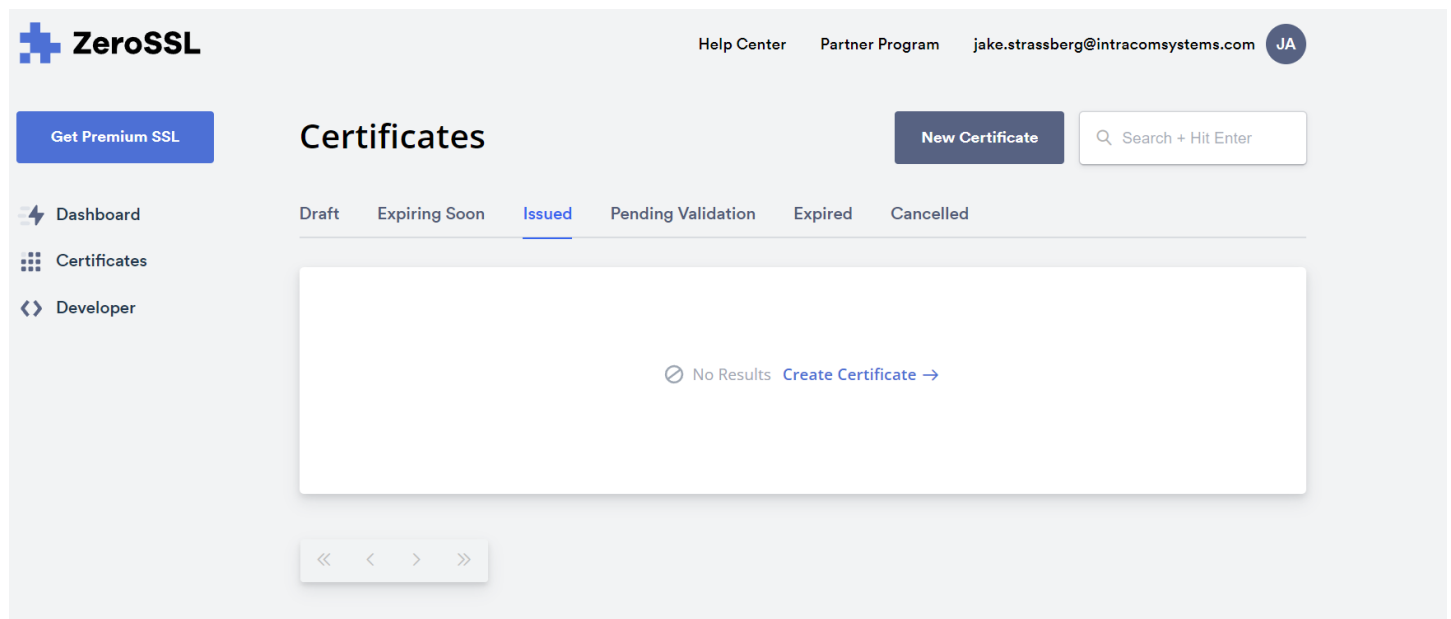 ZeroSSL
Help Center Partner Program jake.strassberg@intracomsystems.com JA
Get Premium SSL
Certificates
New Certificate
Search + Hit Enter
Dashboard
Certificates
Developer
Draft Expiring Soon Issued Pending Validation Expired Cancelled
No Results Create Certificate →